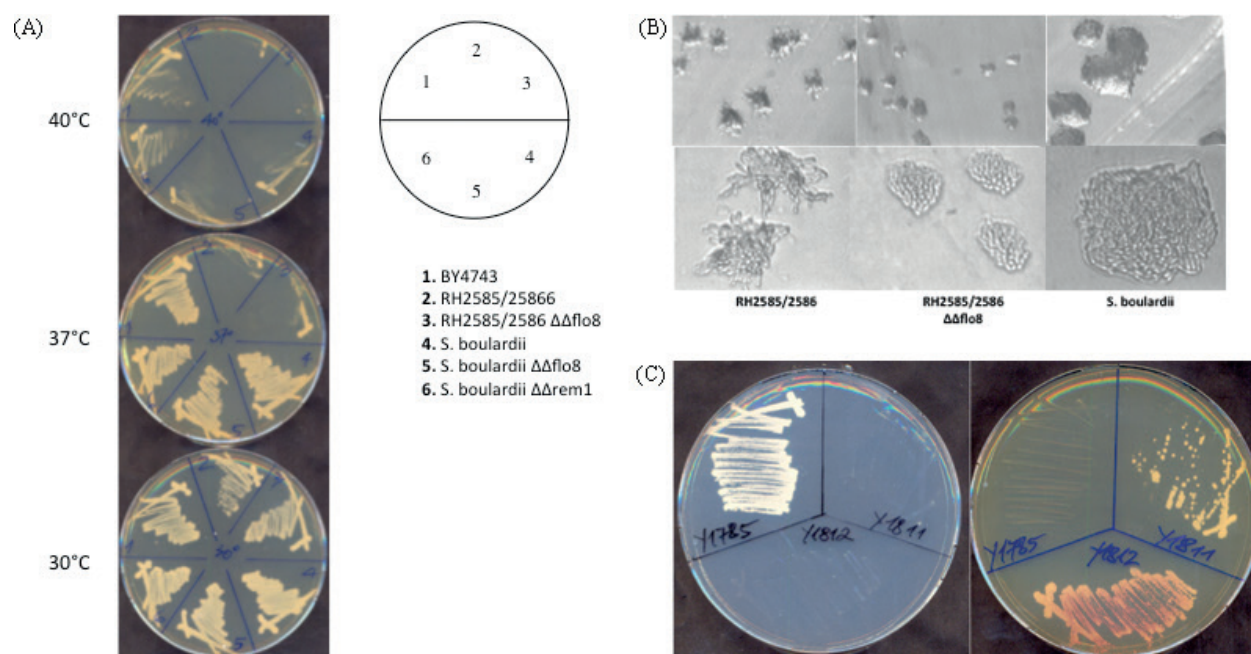 (A)
40°C
37°C
30°C
2
1
3
6
4
5
1. BY4743
2. RH2585/25866
3. RH2585/2586 ΔΔflo8
4. S. boulardii
5. S. boulardii ΔΔflo8
6. S. boulardii ΔΔrem1
(B)
RH2585/2586
RH2585/2586
ΔΔflo8
S. boulardii
(C)
Y1785
Y1812
Y1811
Y1785
Y1812
Y1811